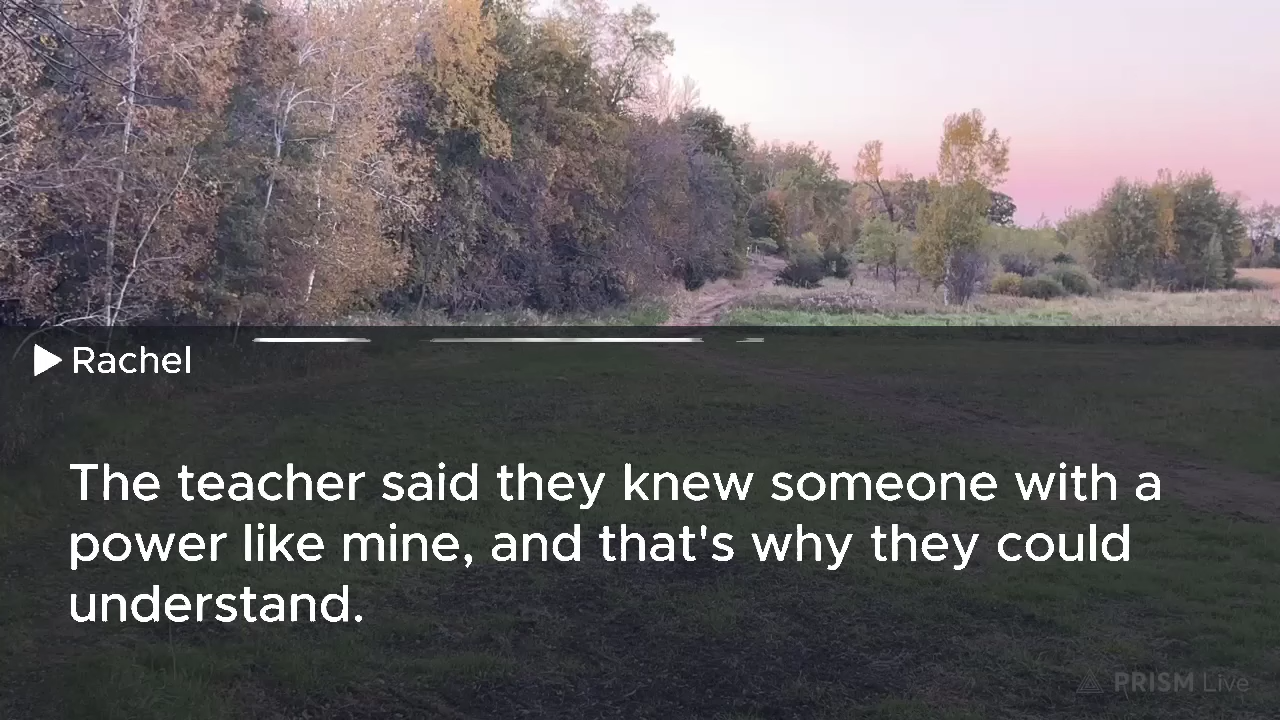 Rachel
The teacher said they knew someone with a
power like mine, and that's why they could
understand.
PRISM Live